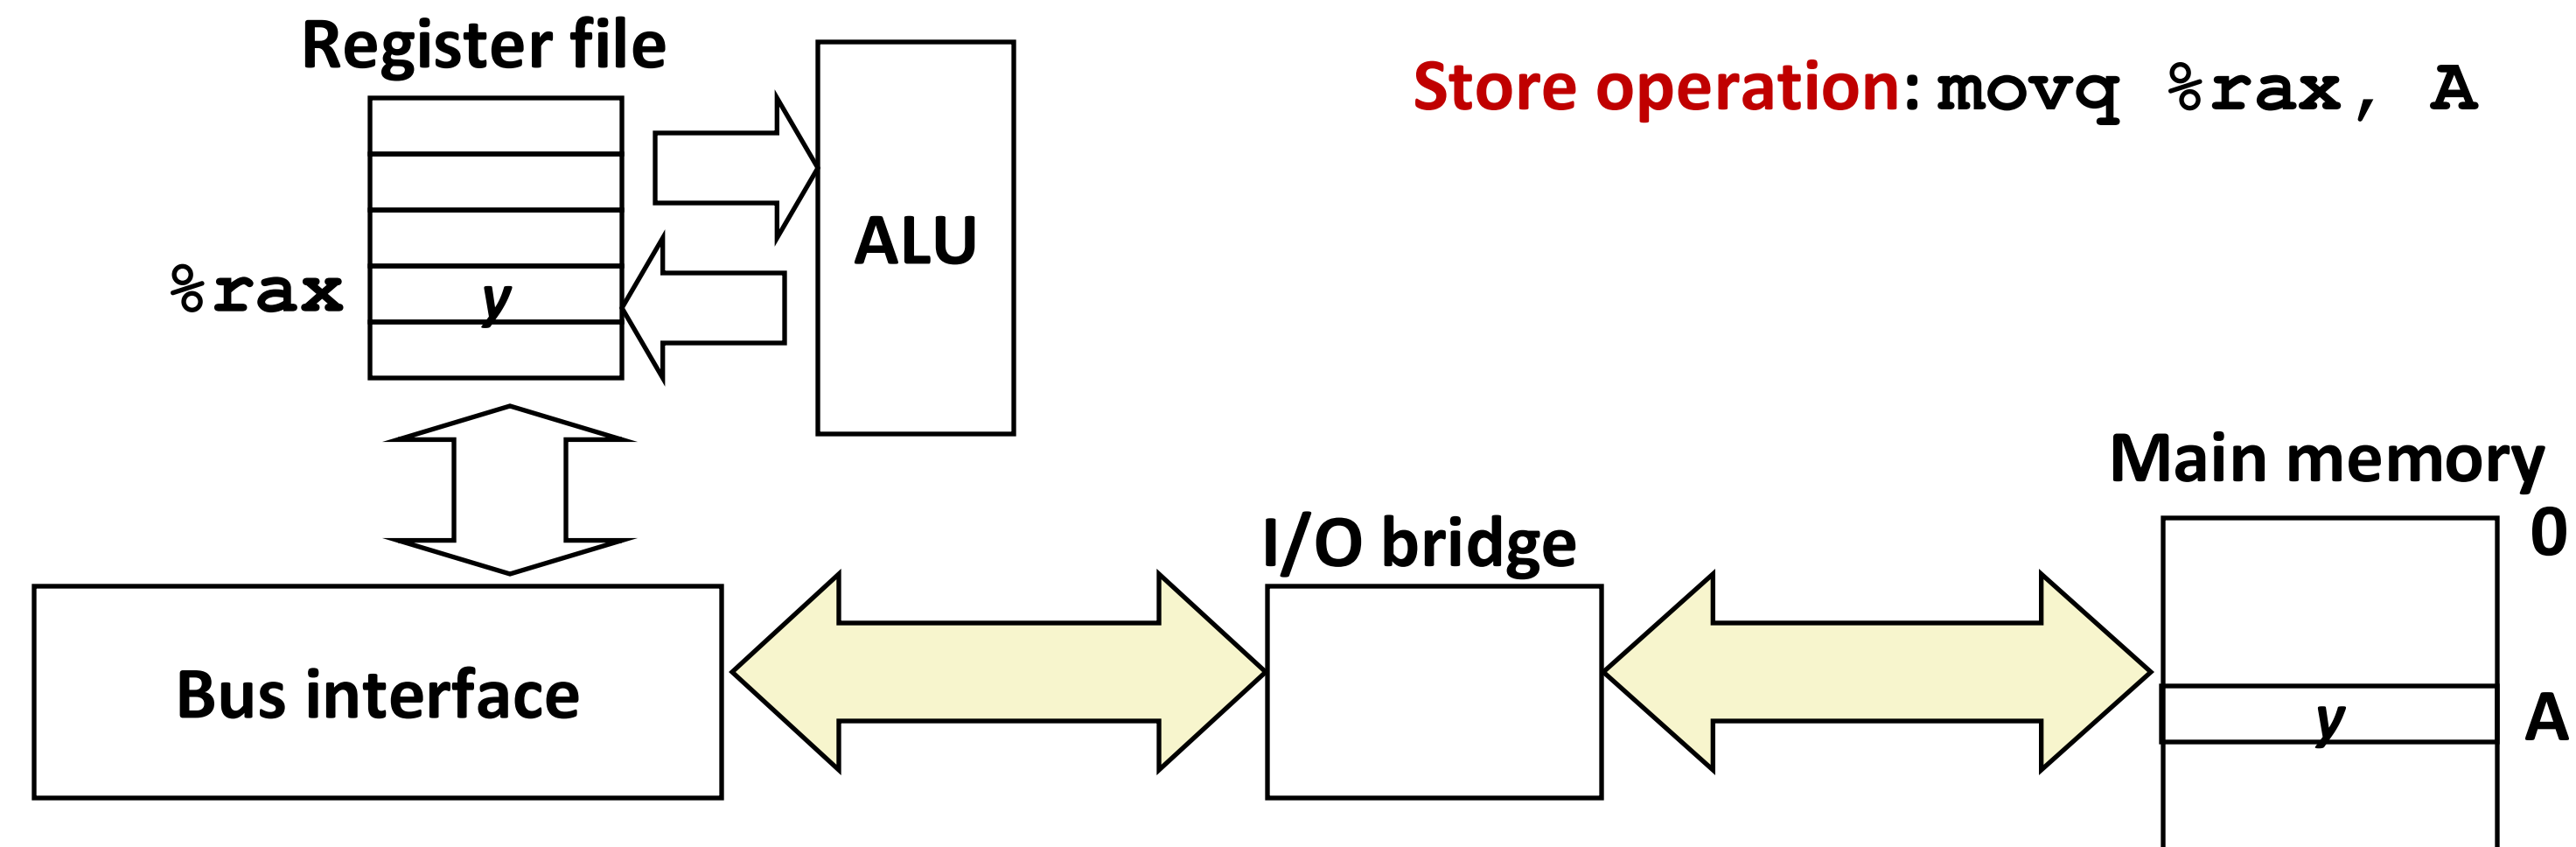 Register file
Store operation: movq %rax, A
ALU
%rax
y
Main memory
0
I/O bridge
Bus interface
y
A